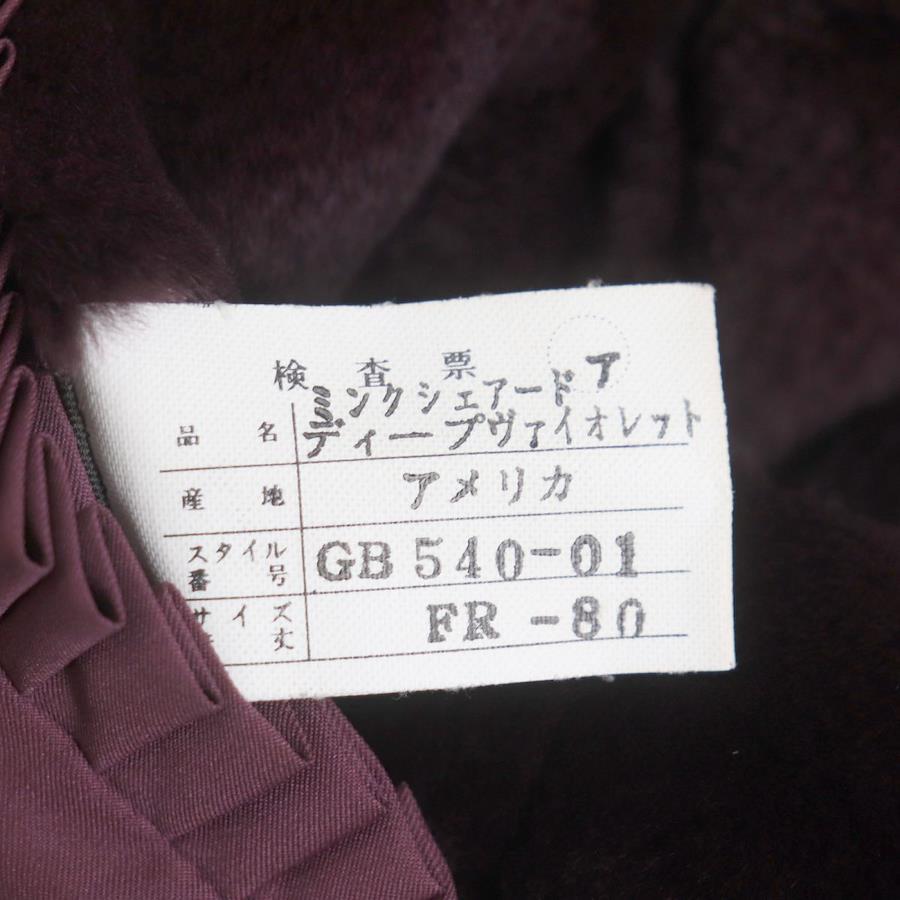 検査票 ア
ミンクシェアード
品名 ディープヴァイオレット
産地 アメリカ
スタイル
番号 GB540-01
サイズ FR-80
丈